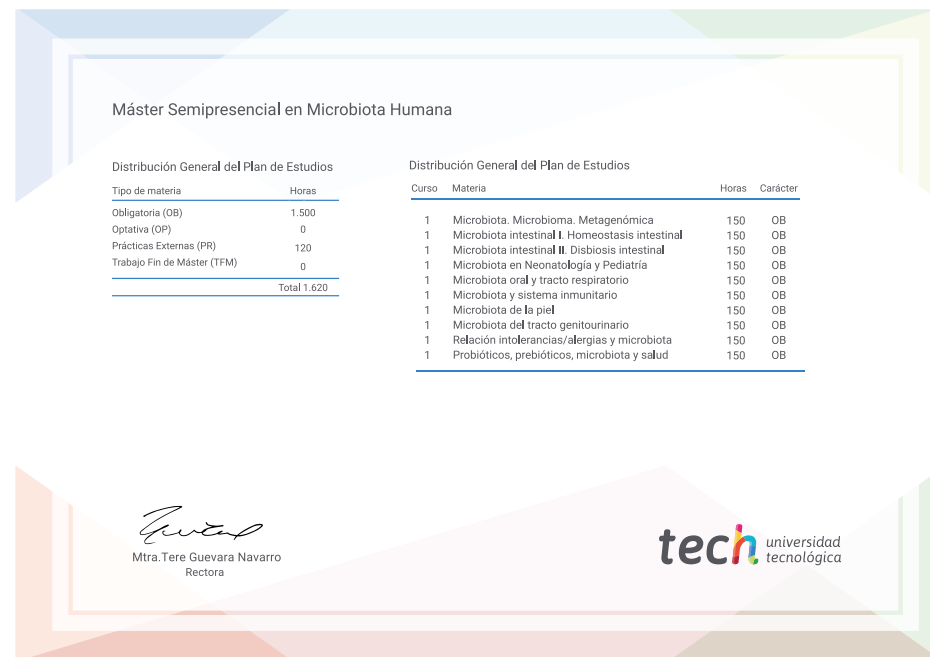 Máster Semipresencial en Microbiota Humana
Distribución General del Plan de Estudios
Tipo de materia Horas
Obligatoria (OB) 1.500
Optativa (OP) 0
Prácticas Externas (PR) 120
Trabajo Fin de Máster (TFM) 0
Total 1.620
Distribución General del Plan de Estudios
Curso Materia Horas Carácter
1 Microbiota. Microbioma. Metagenómica 150 OB
1 Microbiota intestinal I. Homeostasis intestinal 150 OB
1 Microbiota intestinal II. Disbiosis intestinal 150 OB
1 Microbiota en Neonatología y Pediatría 150 OB
1 Microbiota oral y tracto respiratorio 150 OB
1 Microbiota y sistema inmunitario 150 OB
1 Microbiota de la piel 150 OB
1 Microbiota del tracto genitourinario 150 OB
1 Relación intolerancias/alergias y microbiota 150 OB
1 Probióticos, prebióticos, microbiota y salud 150 OB
Mtra.Tere Guevara Navarro
Rectora
tech universidad
tecnológica